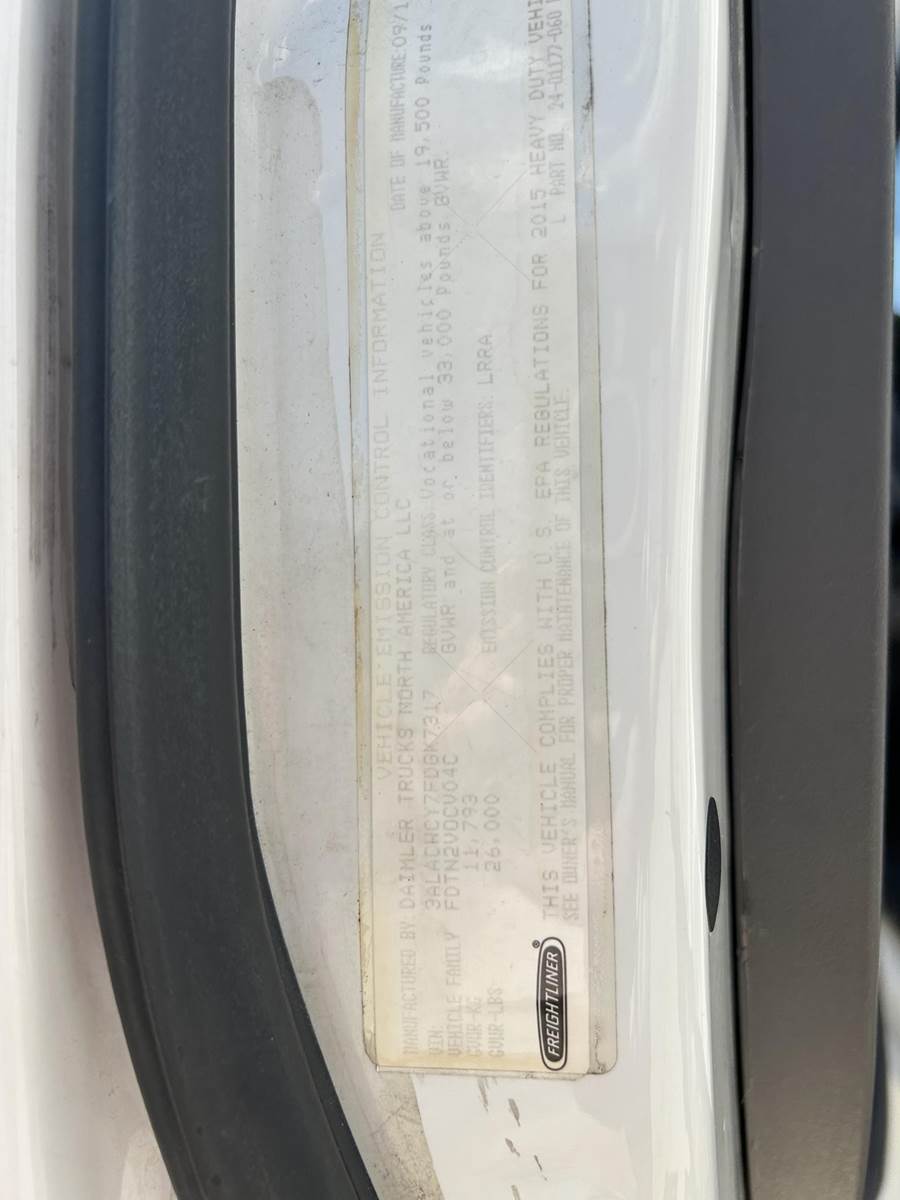 VEHICLE EMISSION CONTROL INFORMATION
MANUFACTURED BY DAIMLER TRUCKS NORTH AMERICA LLC DATE OF MANUFACTURE:09/1
VIN: 3ALACWCY7FDGK7317 REGULATORY CLASS Vocational vehicles above 19,500 Pounds
VEHICLE FAMILY FDTN2VOCV04C GVWR and at or below 33,000 Pounds GVWR.
GVWR-KG 11,793
GVWR-LBS 26,000 EMISSION CONTROL IDENTIFIERS. LRRA
THIS VEHICLE COMPLIES WITH U.S. EPA REGULATIONS FOR 2015 HEAVY DUTY VEHI
SEE OWNER'S MANUAL FOR PROPER MAINTENANCE OF THIS VEHICLE. L PART NO. 24-01177-060
FREIGHTLINER®